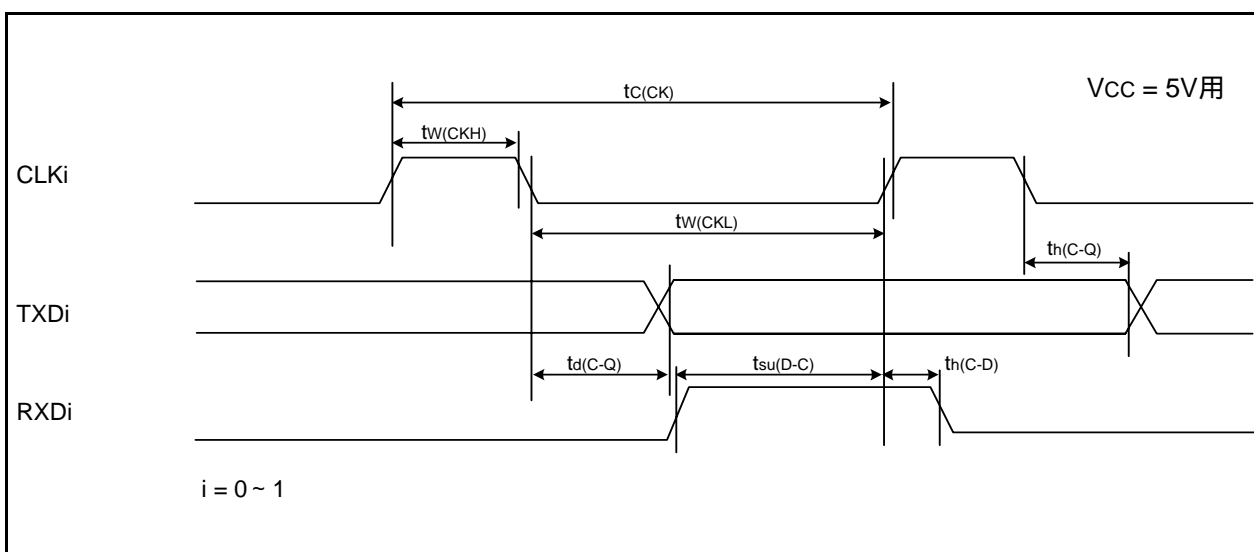 VCC = 5V用
tC(CK)
tW(CKH)
CLKi
tW(CKL)
th(C-Q)
TXDi
td(C-Q)
tsu(D-C)
th(C-D)
RXDi
i = 0 ~ 1